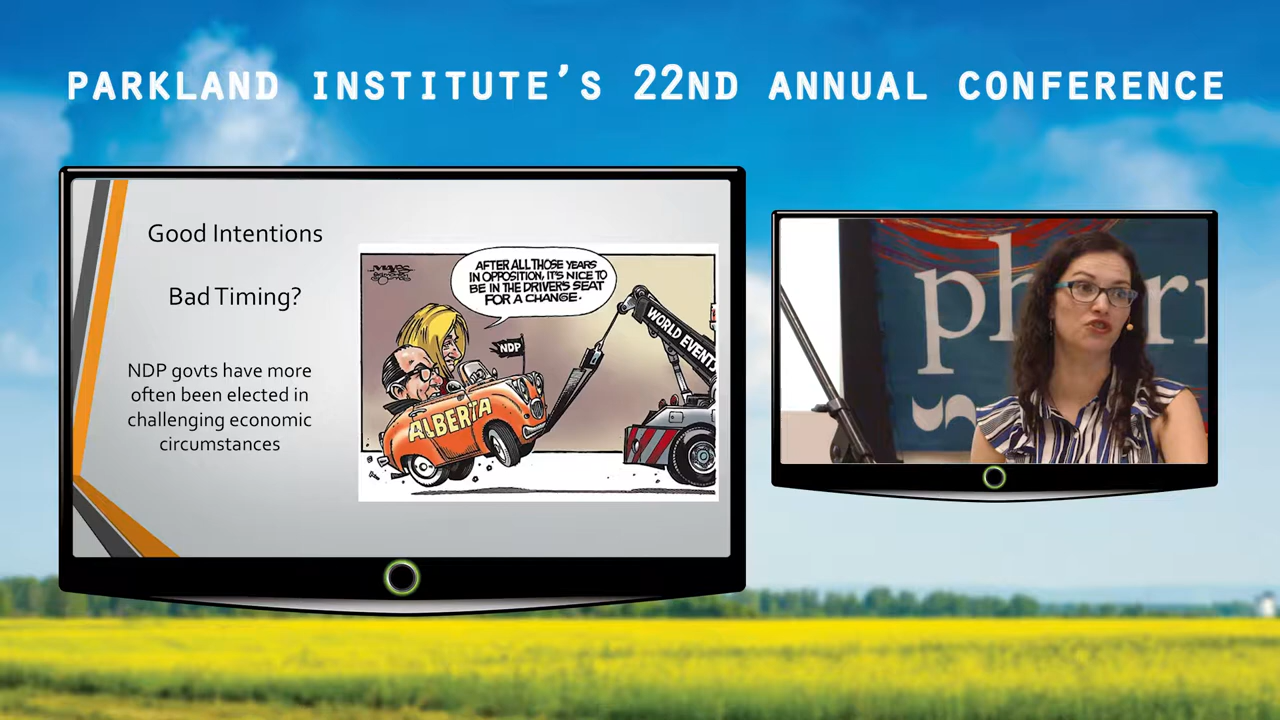 PARKLAND INSTITUTE'S 22ND ANNUAL CONFERENCE
Good Intentions
Bad Timing?
NDP govts have more
often been elected in
challenging economic
circumstances
AFTER ALL THOSE YEARS
IN OPPOSITION, IT'S NICE TO
BE IN THE DRIVER'S SEAT
FOR A CHANGE.
NDP
WORLD EVENTS
ALBERTA